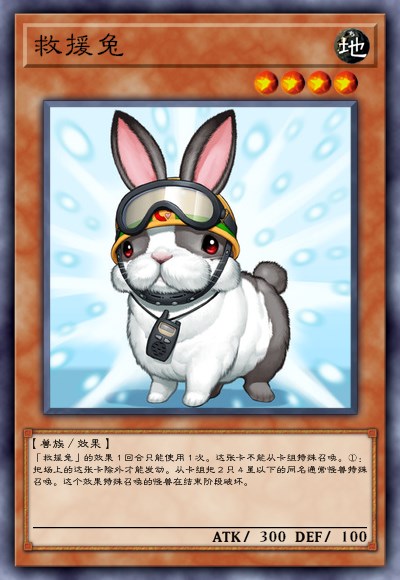 救援兔
地
【兽族／效果】
「救援兔」的效果1回合只能使用1次。这张卡不能从卡组特殊召唤。①：
把场上的这张卡除外才能发动。从卡组把2只4星以下的同名通常怪兽特殊
召唤。这个效果特殊召唤的怪兽在结束阶段破坏。
ATK/ 300 DEF/ 100